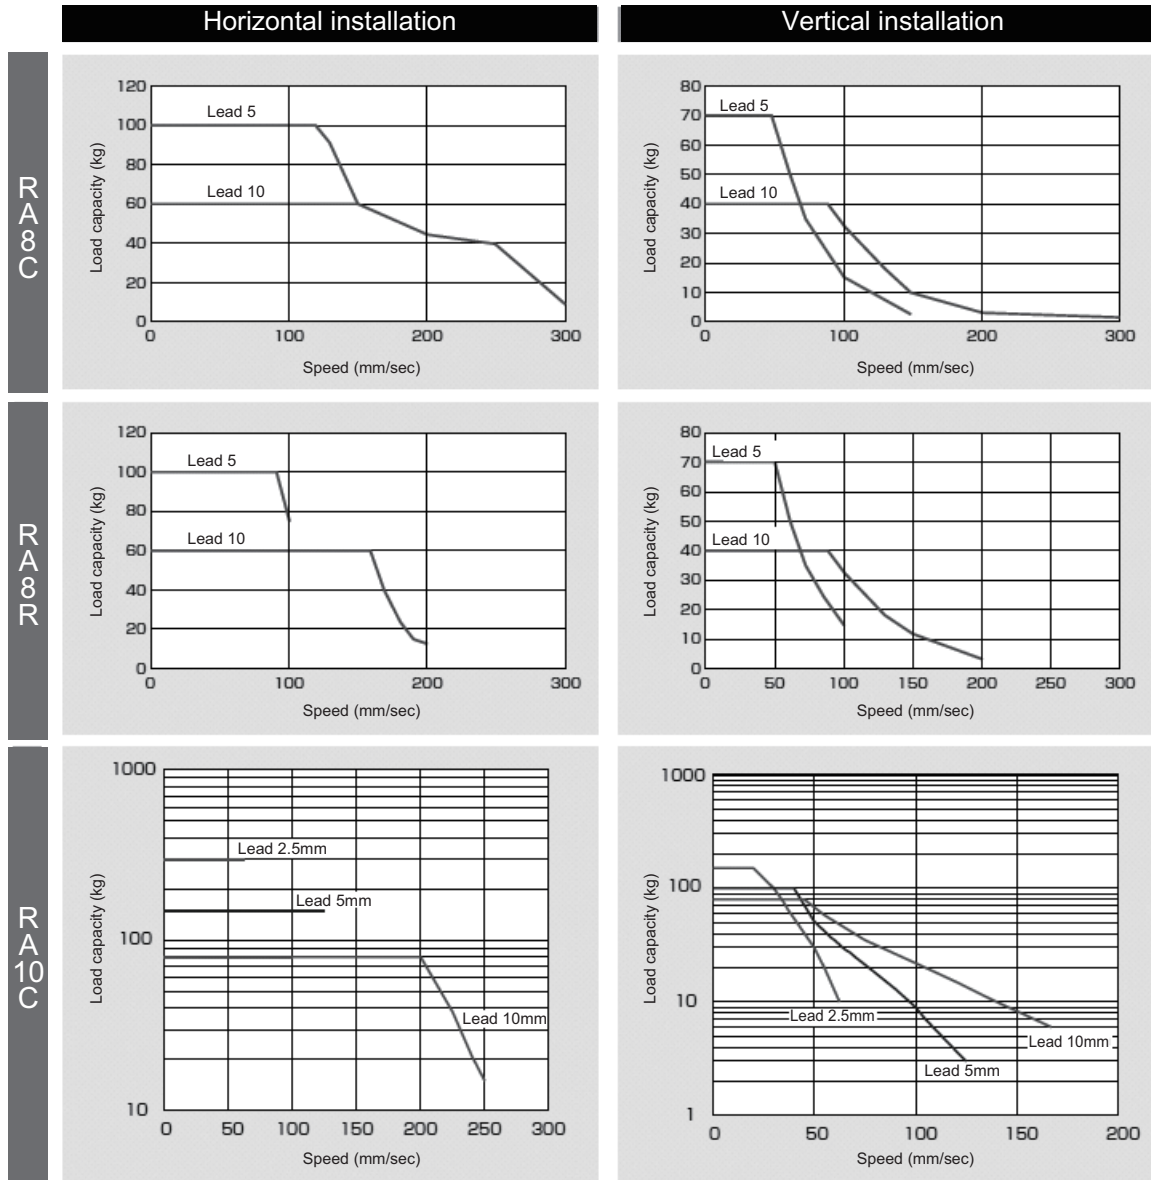 Horizontal installation
Vertical installation
RA8C
120
100
80
60
40
20
0
Lead 5
Lead 10
Load capacity (kg)
0 100 200 300
Speed (mm/sec)
80
70
60
50
40
30
20
10
0
Lead 5
Lead 10
Load capacity (kg)
0 100 200 300
Speed (mm/sec)
RA8R
120
100
80
60
40
20
0
Lead 5
Lead 10
Load capacity (kg)
0 100 200 300
Speed (mm/sec)
80
70
60
50
40
30
20
10
0
Lead 5
Lead 10
Load capacity (kg)
0 50 100 150 200 250 300
Speed (mm/sec)
RA10C
1000
100
10
Lead 2.5mm
Lead 5mm
Lead 10mm
Load capacity (kg)
0 50 100 150 200 250 300
Speed (mm/sec)
1000
100
10
1
Lead 2.5mm
Lead 10mm
Lead 5mm
Load capacity (kg)
0 50 100 150 200
Speed (mm/sec)